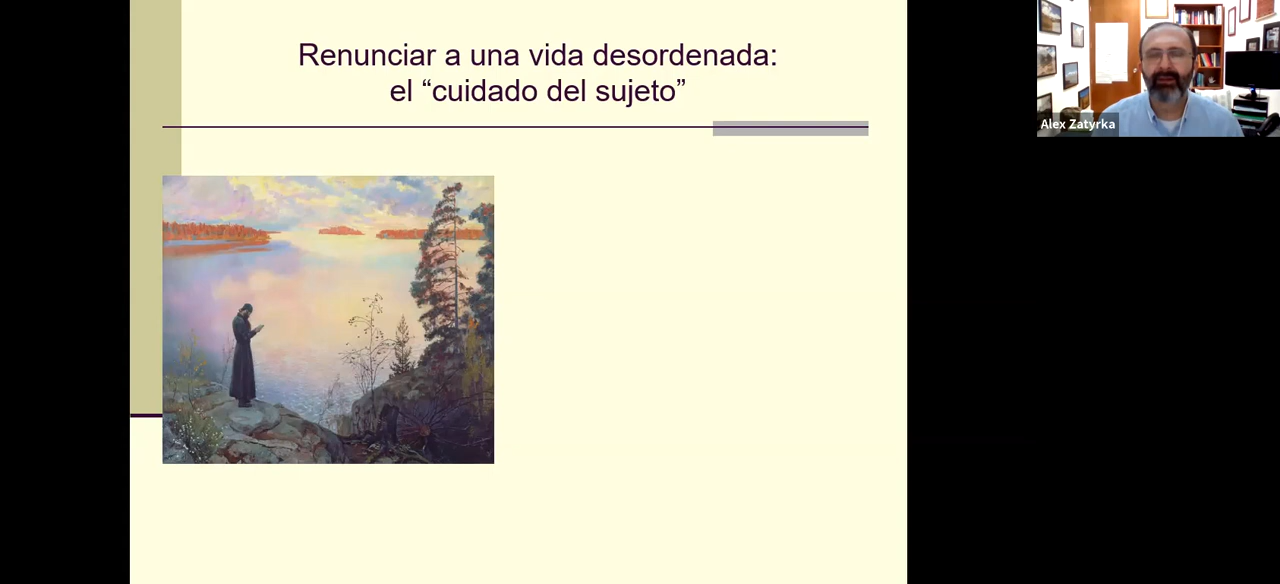 Renunciar a una vida desordenada:
el “cuidado del sujeto”
Alex Zatyrka